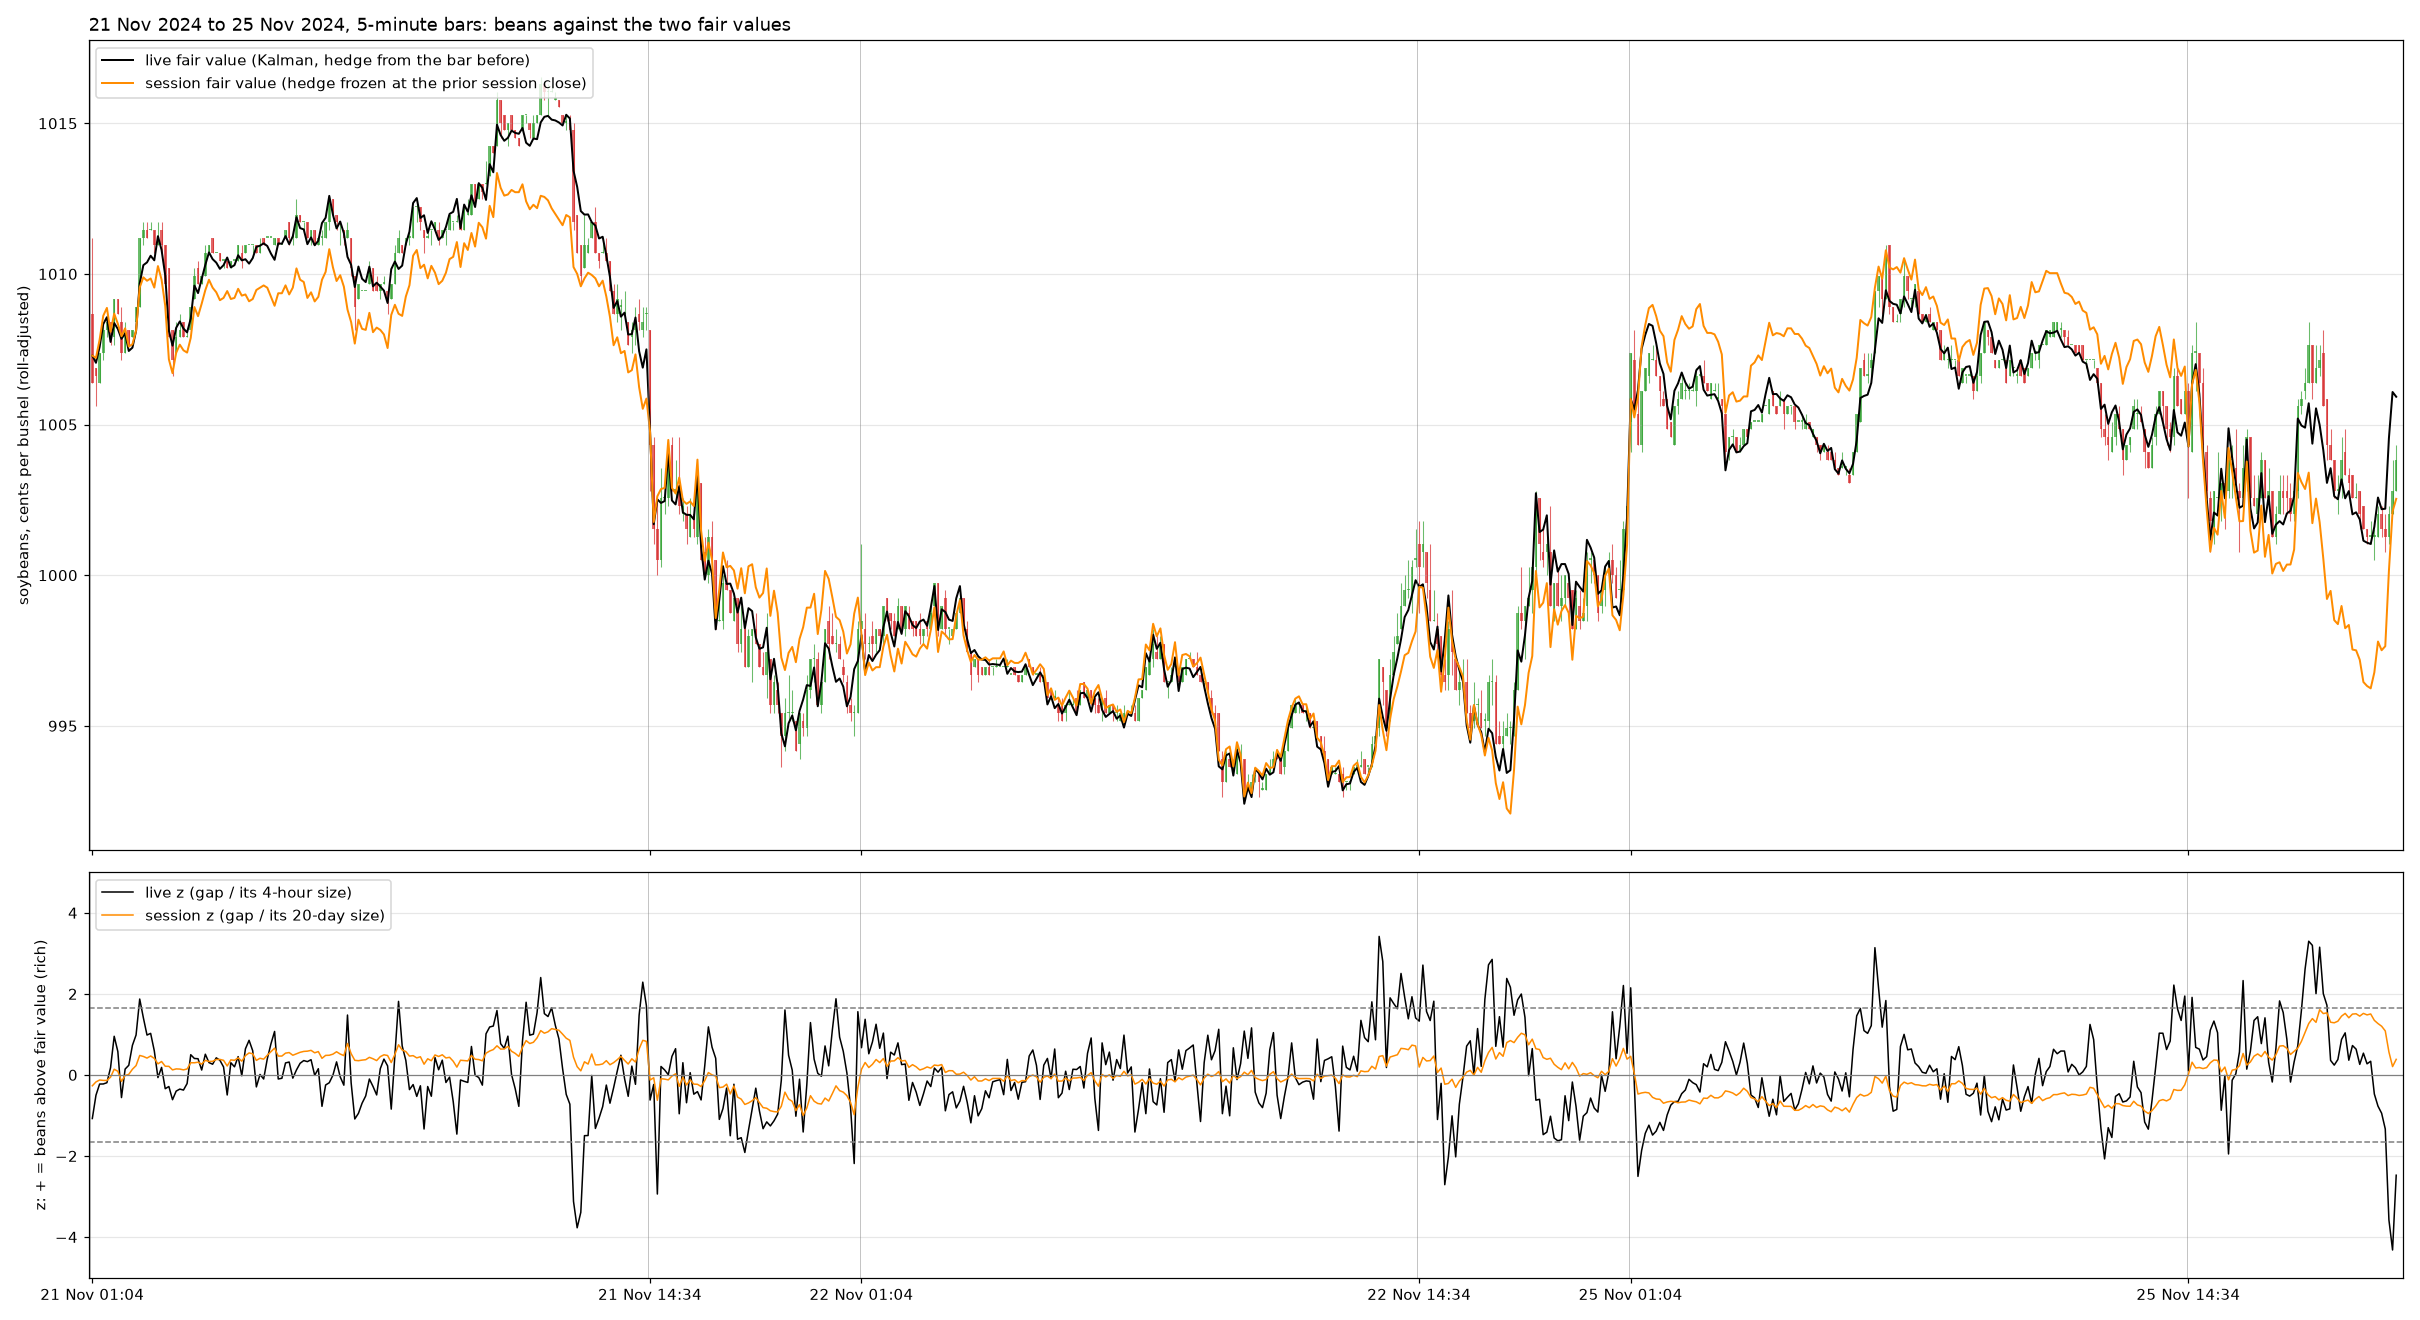 21 Nov 2024 to 25 Nov 2024, 5-minute bars: beans against the two fair values
live fair value (Kalman, hedge from the bar before)
session fair value (hedge frozen at the prior session close)
soybeans, cents per bushel (roll-adjusted)
1015
1010
1005
1000
995
live z (gap / its 4-hour size)
session z (gap / its 20-day size)
z: + = beans above fair value (rich)
4
2
0
−2
−4
21 Nov 01:04
21 Nov 14:34
22 Nov 01:04
22 Nov 14:34
25 Nov 01:04
25 Nov 14:34